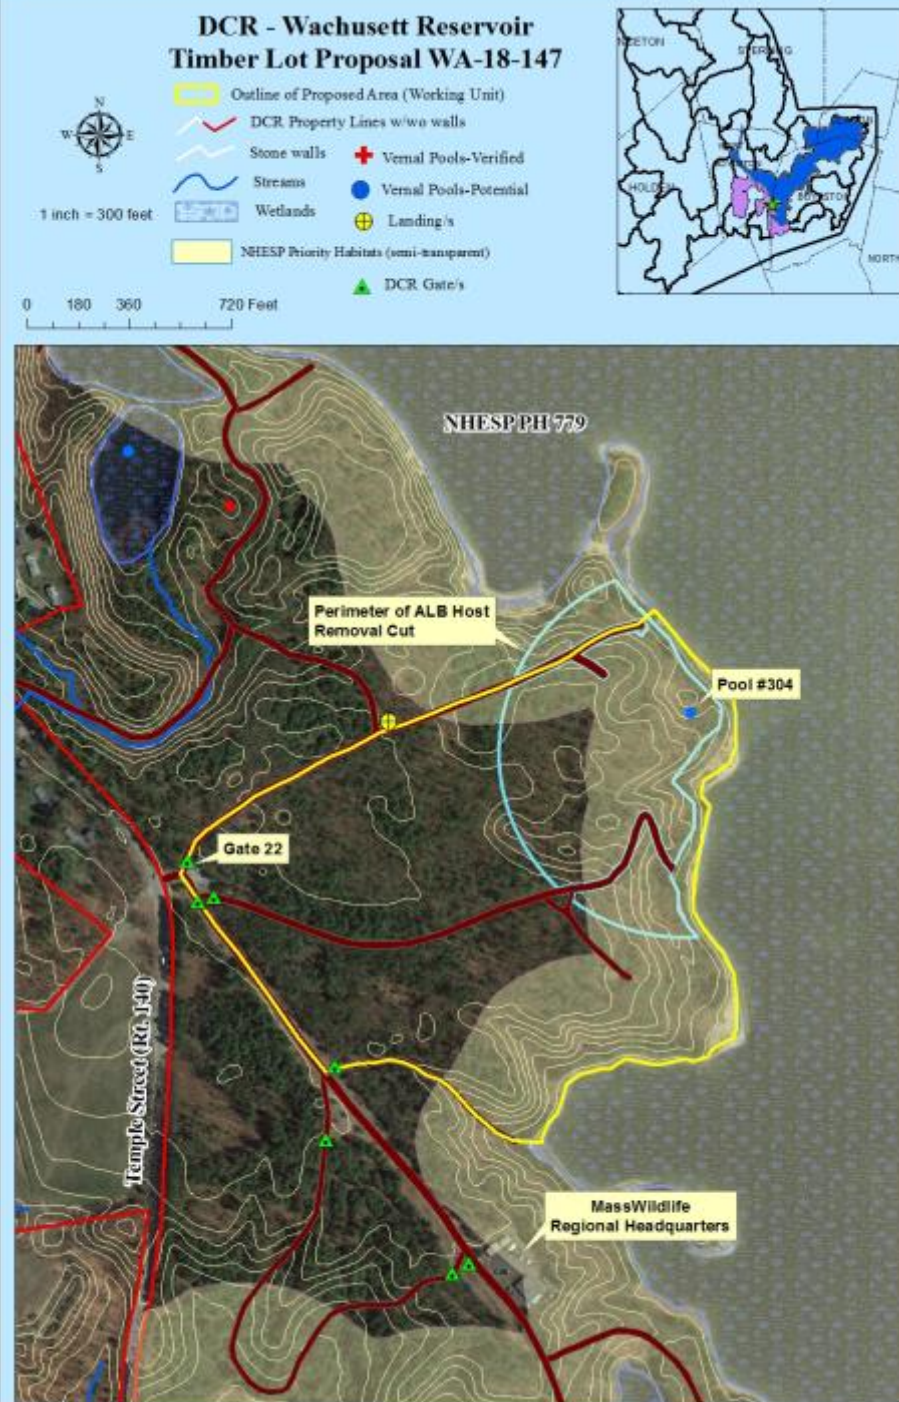 DCR - Wachusett Reservoir
Timber Lot Proposal WA-18-147
Outline of Proposed Area (Working Unit)
DCR Property Lines w/wo walls
Stone walls
Streams
Wetlands
NHESP Priority Habitats (semi-transparent)
Vernal Pools-Verified
Vernal Pools-Potential
Landing/s
DCR Gate/s
N
W
E
S
1 inch = 300 feet
0 180 360 720 Feet
HOLDEN
NORTH
NHESP PH 779
Perimeter of ALB Host
Removal Cut
Pool #304
Gate 22
Temple Street (Rt. 140)
MassWildlife
Regional Headquarters